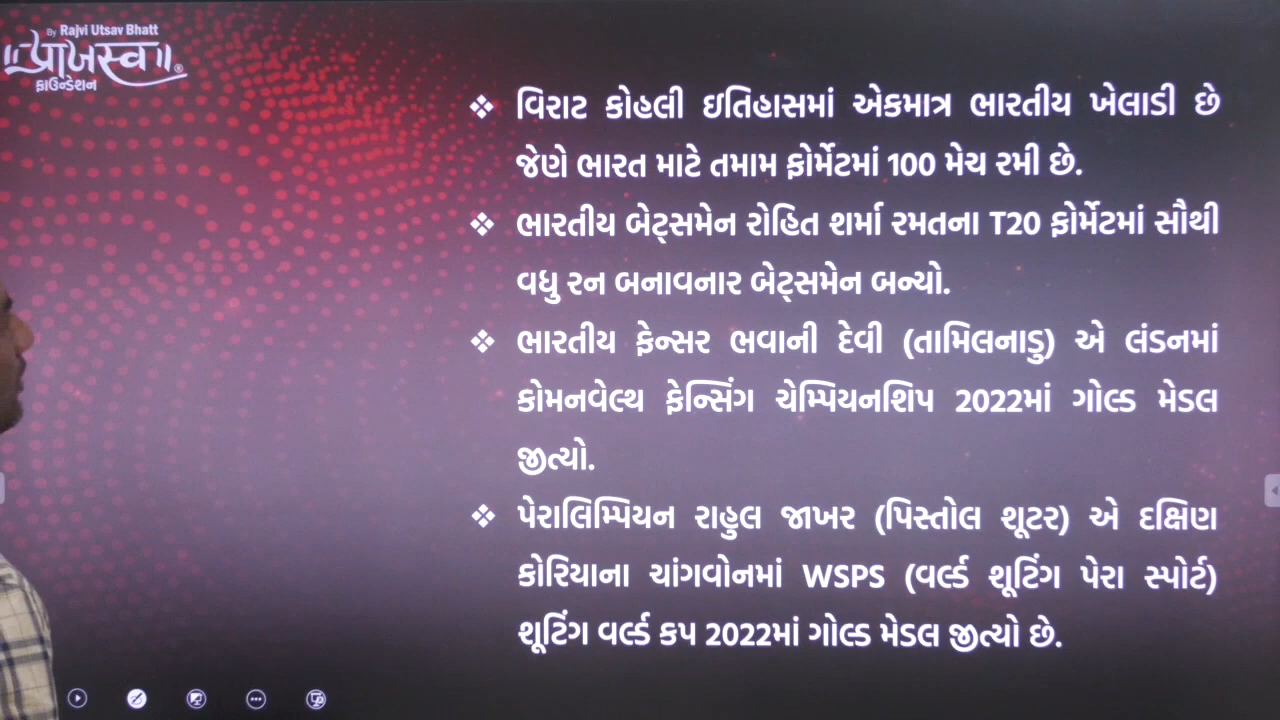 By Rajvi Utsav Bhatt
॥પ્રાખસ્વ॥
ફાઉન્ડેશન
❖ વિરાટ કોહલી ઇતિહાસમાં એકમાત્ર ભારતીય ખેલાડી છે
જેણે ભારત માટે તમામ ફોર્મેટમાં 100 મેચ રમી છે.
❖ ભારતીય બેટ્સમેન રોહિત શર્મા રમતના T20 ફોર્મેટમાં સૌથી
વધુ રન બનાવનાર બેટ્સમેન બન્યો.
❖ ભારતીય ફેન્સર ભવાની દેવી (તામિલનાડુ) એ લંડનમાં
કોમનવેલ્થ ફેન્સિંગ ચેમ્પિયનશિપ 2022માં ગોલ્ડ મેડલ
જીત્યો.
❖ પેરાલિમ્પિયન રાહુલ જાખર (પિસ્તોલ શૂટર) એ દક્ષિણ
કોરિયાના ચાંગવોનમાં WSPS (વર્લ્ડ શૂટિંગ પેરા સ્પોર્ટ)
શૂટિંગ વર્લ્ડ કપ 2022માં ગોલ્ડ મેડલ જીત્યો છે.